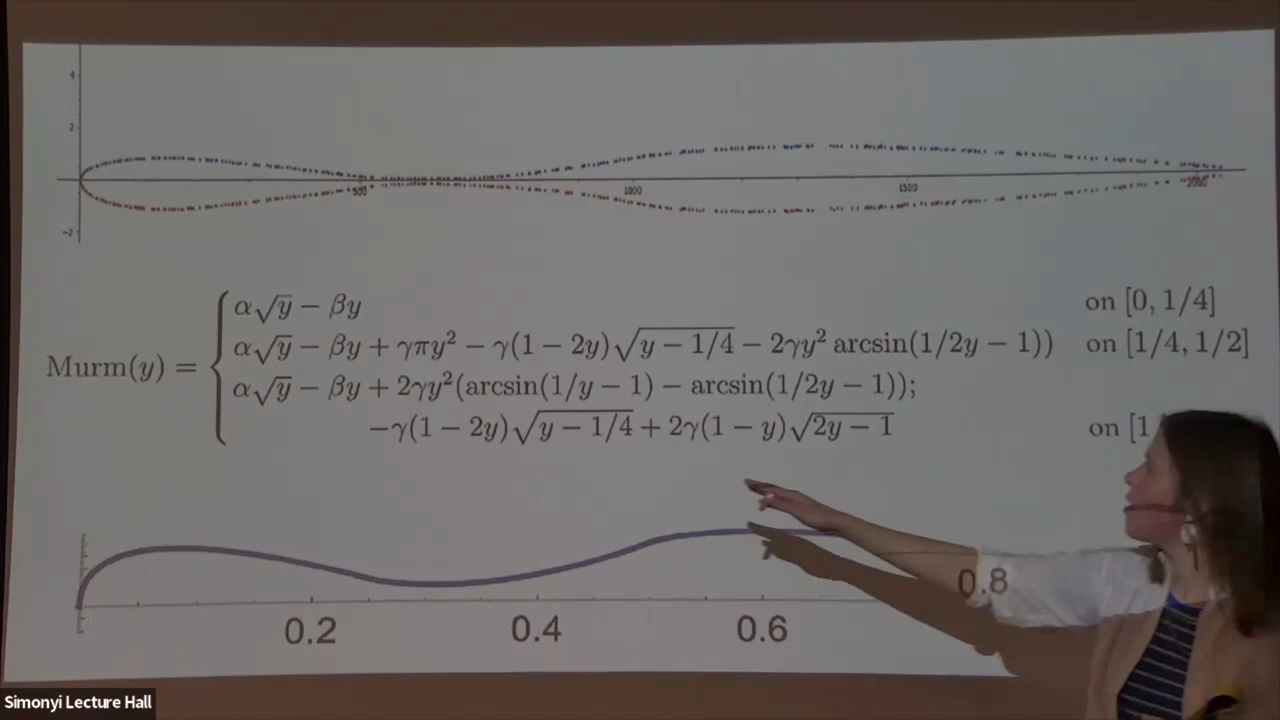 4
2
500
1000
1500
2000
−2
Murm(y) =
α√y − βy on [0, 1/4]
α√y − βy + γπy² − γ(1 − 2y)√(y − 1/4) − 2γy² arcsin(1/2y − 1)) on [1/4, 1/2]
α√y − βy + 2γy²(arcsin(1/y − 1) − arcsin(1/2y − 1));
−γ(1 − 2y)√(y − 1/4) + 2γ(1 − y)√(2y − 1) on [1
0.2 0.4 0.6 0.8
Simonyi Lecture Hall